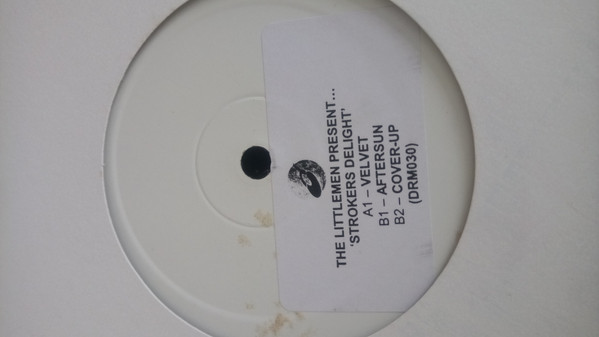 THE LITTLEMEN PRESENT...
'STROKERS DELIGHT'
A1 – VELVET
B1 – AFTERSUN
B2 – COVER-UP
(DRM030)